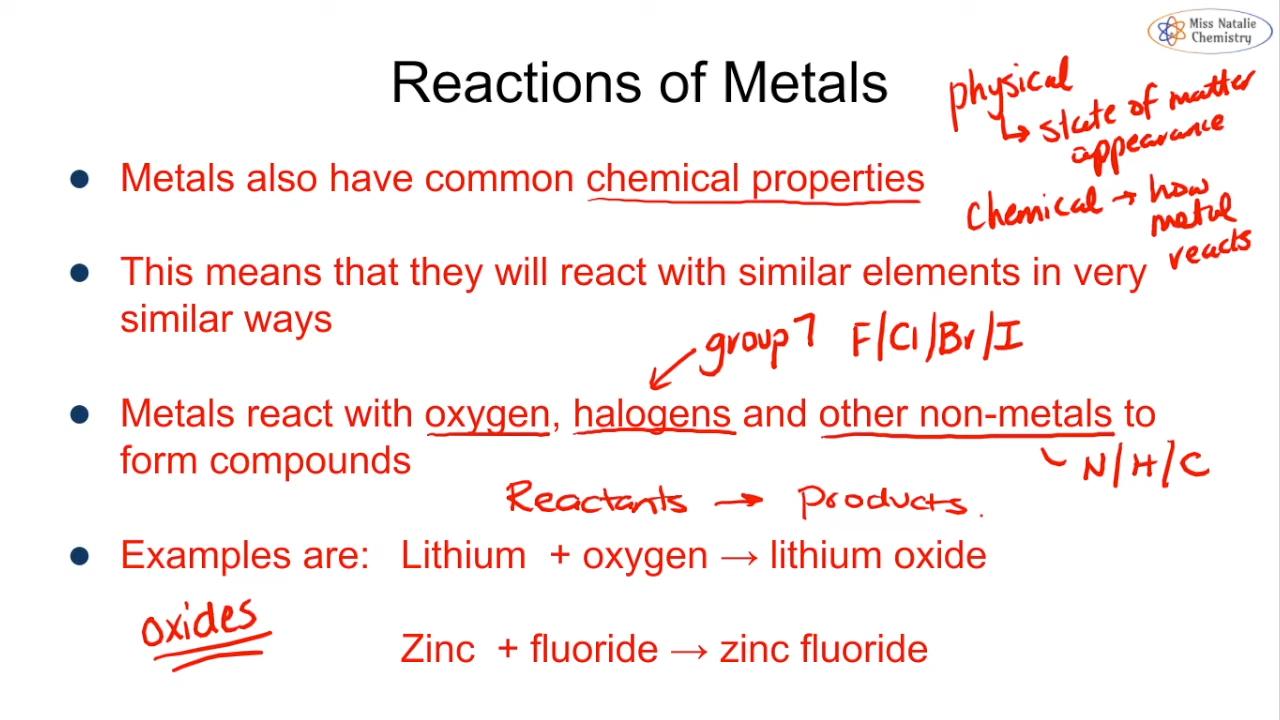 Miss Natalie
Chemistry
Reactions of Metals
physical
↳ state of matter
appearance
● Metals also have common chemical properties
Chemical → how
metal
reacts
● This means that they will react with similar elements in very
similar ways
group 7 F/Cl/Br/I
● Metals react with oxygen, halogens and other non-metals to
form compounds
N/H/C
Reactants → Products.
● Examples are: Lithium + oxygen → lithium oxide
oxides
Zinc + fluoride → zinc fluoride